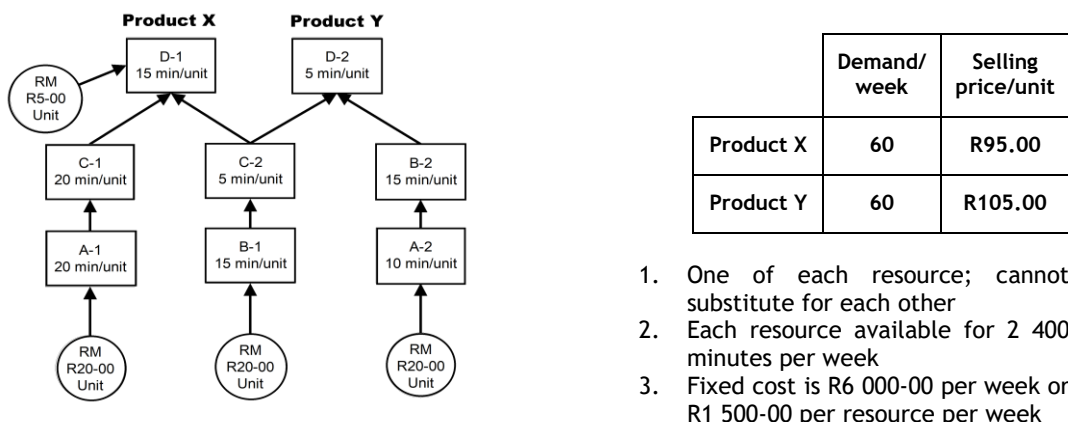 Product X
Product Y
D-1
15 min/unit
D-2
5 min/unit
RM
R5-00
Unit
C-1
20 min/unit
C-2
5 min/unit
B-2
15 min/unit
A-1
20 min/unit
B-1
15 min/unit
A-2
10 min/unit
RM
R20-00
Unit
RM
R20-00
Unit
RM
R20-00
Unit
Demand/
week
Selling
price/unit
Product X 60 R95.00
Product Y 60 R105.00
1. One of each resource; cannot
substitute for each other
2. Each resource available for 2 400
minutes per week
3. Fixed cost is R6 000-00 per week or
R1 500-00 per resource per week